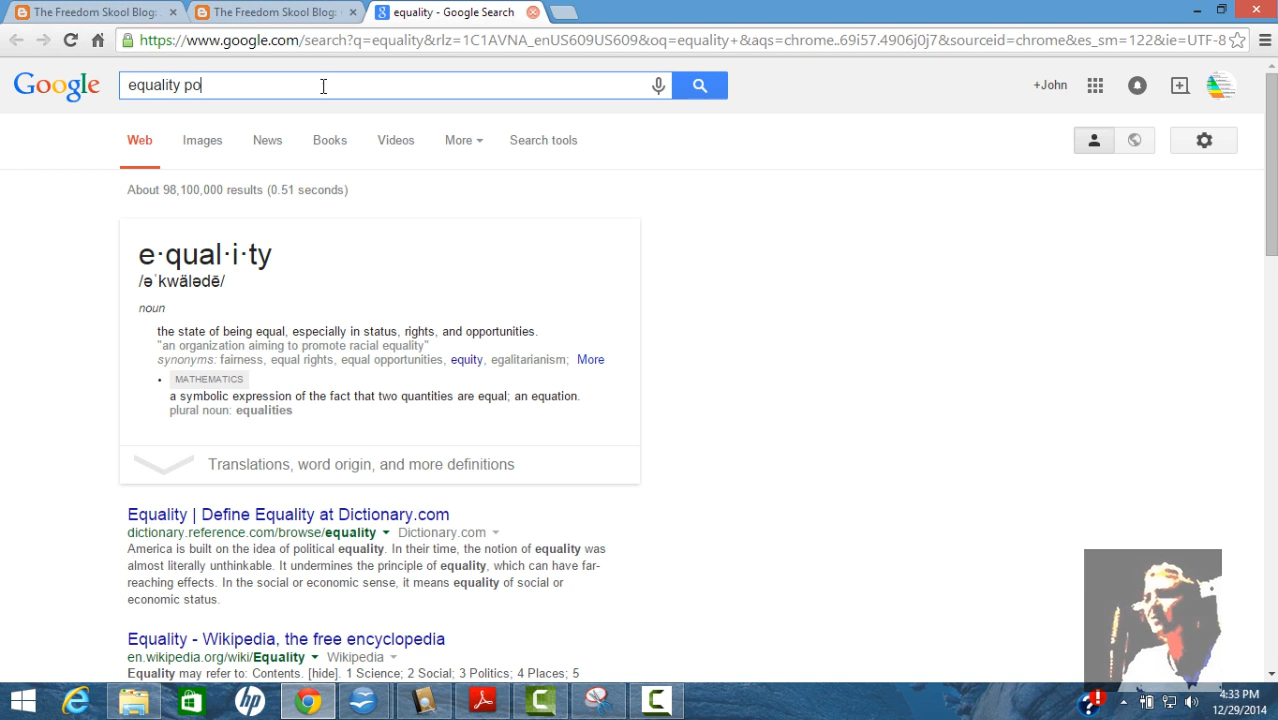 The Freedom Skool Blog:
The Freedom Skool Blog:
equality - Google Search
https://www.google.com/search?q=equality&rlz=1C1AVNA_enUS609US609&oq=equality+&aqs=chrome..69i57.4906j0j7&sourceid=chrome&es_sm=122&ie=UTF-8
Google
equality po
+John
Web Images News Books Videos More Search tools
About 98,100,000 results (0.51 seconds)
e·qual·i·ty
/əˈkwälədē/
noun
the state of being equal, especially in status, rights, and opportunities.
"an organization aiming to promote racial equality"
synonyms: fairness, equal rights, equal opportunities, equity, egalitarianism; More
MATHEMATICS
a symbolic expression of the fact that two quantities are equal; an equation.
plural noun: equalities
Translations, word origin, and more definitions
Equality | Define Equality at Dictionary.com
dictionary.reference.com/browse/equality Dictionary.com
America is built on the idea of political equality. In their time, the notion of equality was
almost literally unthinkable. It undermines the principle of equality, which can have far-
reaching effects. In the social or economic sense, it means equality of social or
economic status.
Equality - Wikipedia, the free encyclopedia
en.wikipedia.org/wiki/Equality Wikipedia
Equality may refer to: Contents. [hide]. 1 Science; 2 Social; 3 Politics; 4 Places; 5
hp
4:33 PM
12/29/2014